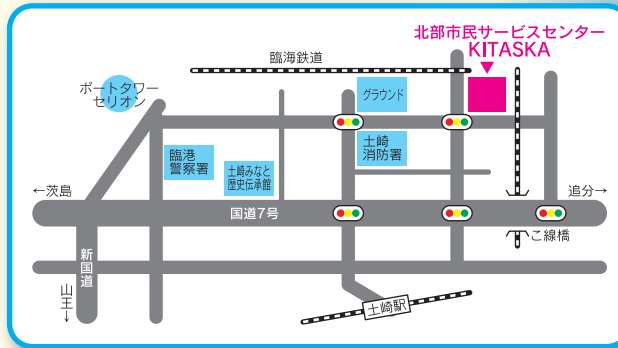 北部市民サービスセンター
KITASKA
臨海鉄道
ポートタワー
セリオン
グラウンド
臨港
警察署
土崎みなと
歴史伝承館
土崎
消防署
←茨島
追分→
国道7号
こ線橋
新国道
山王→
土崎駅